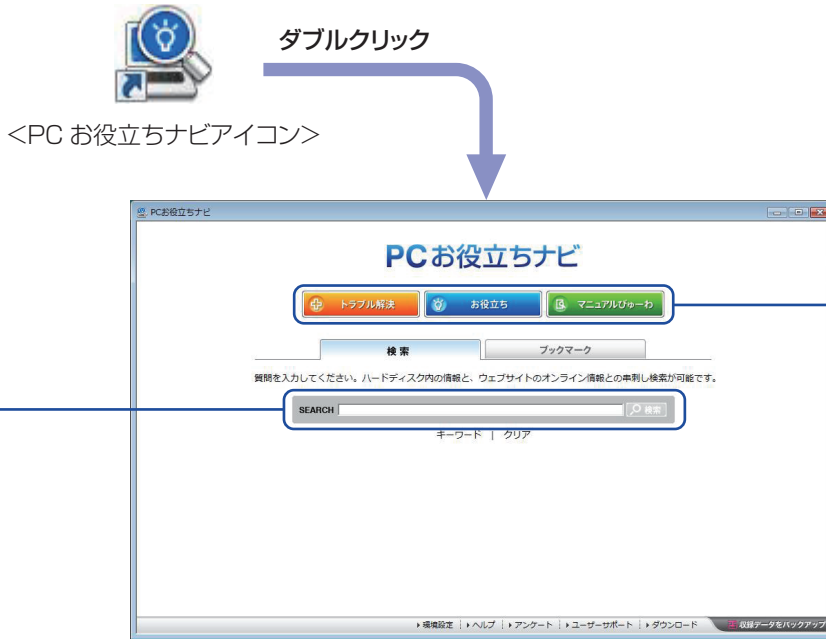 ダブルクリック
<PC お役立ちナビアイコン>
PCお役立ちナビ
PCお役立ちナビ
トラブル解決 お役立ち マニュアルびゅーわ
検 索 ブックマーク
質問を入力してください。ハードディスク内の情報と、ウェブサイトのオンライン情報との串刺し検索が可能です。
SEARCH 検索
キーワード | クリア
環境設定 ヘルプ アンケート ユーザーサポート ダウンロード 収録データをバックアップ